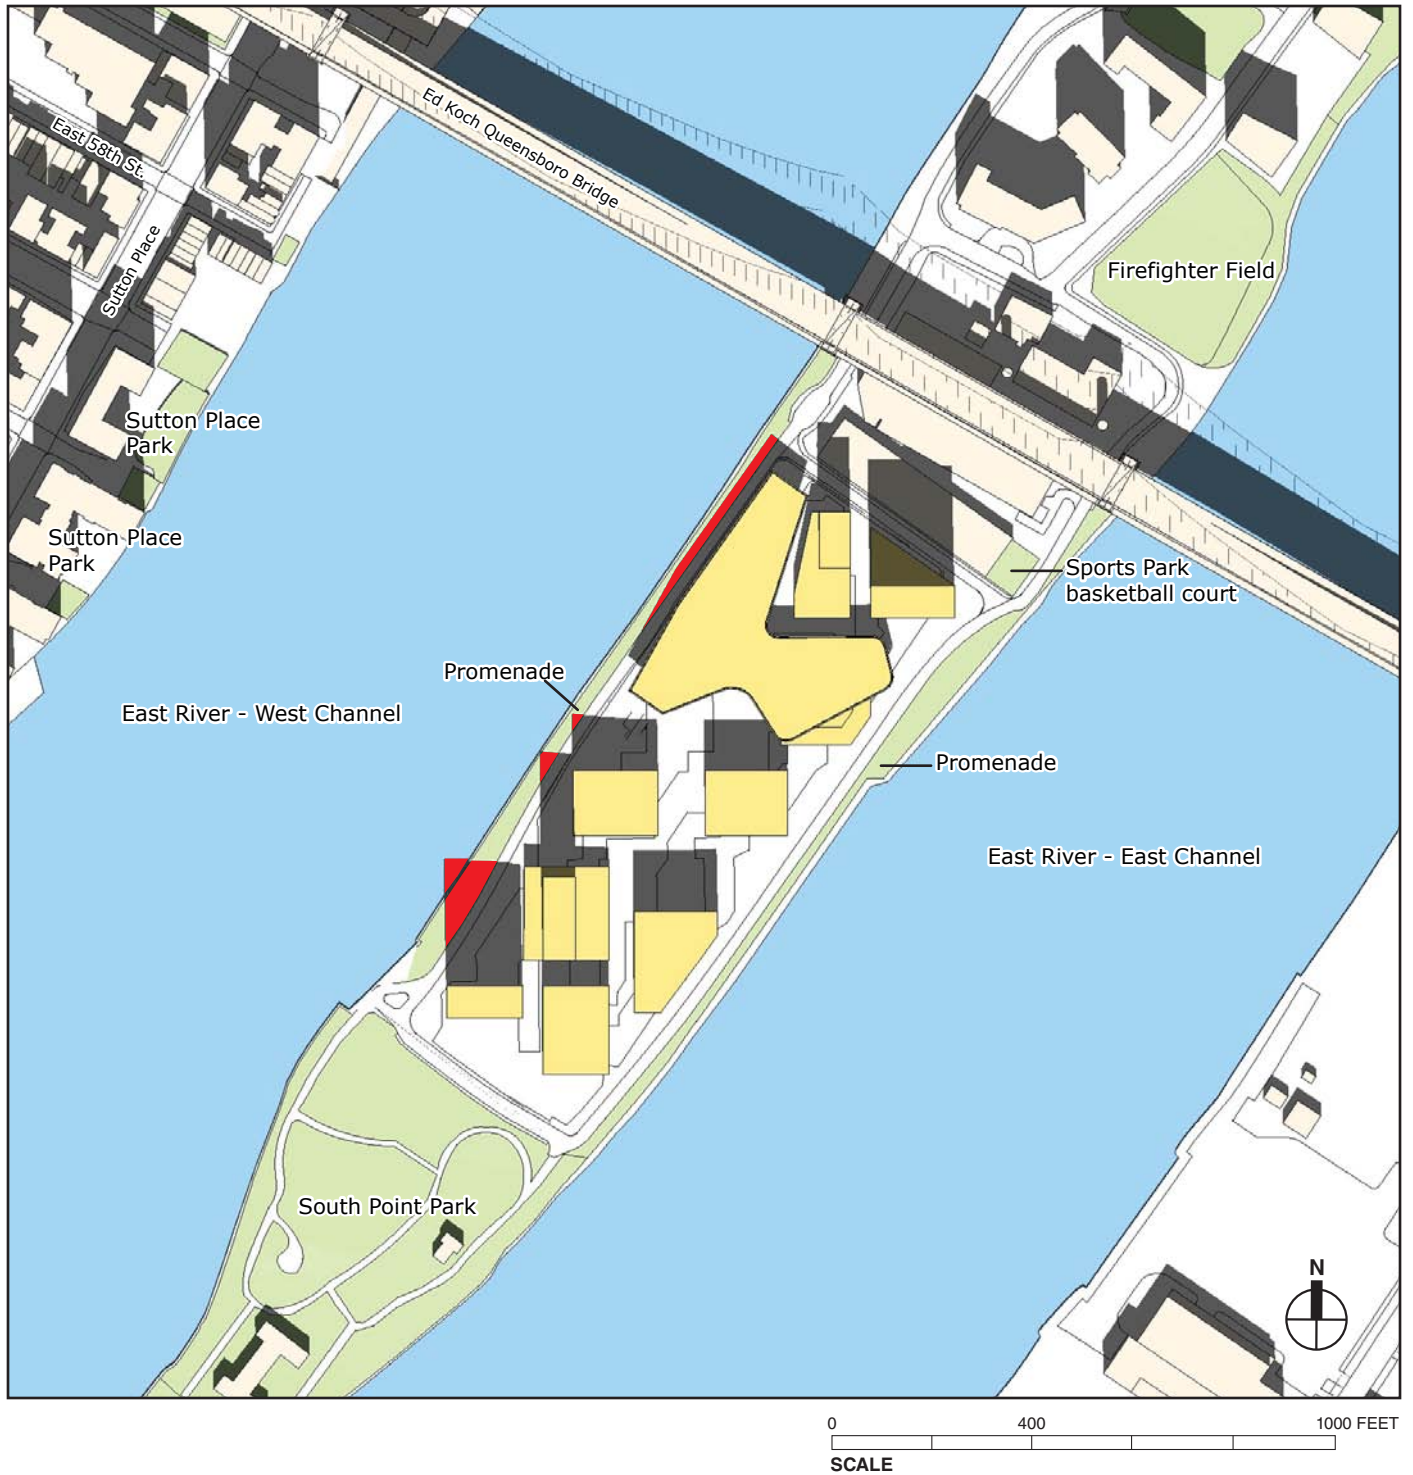 Ed Koch Queensboro Bridge
East 58th St.
Sutton Place
Firefighter Field
Sutton Place
Park
Sutton Place
Park
Sports Park
basketball court
Promenade
East River - West Channel
Promenade
East River - East Channel
South Point Park
N
0 400 1000 FEET
SCALE